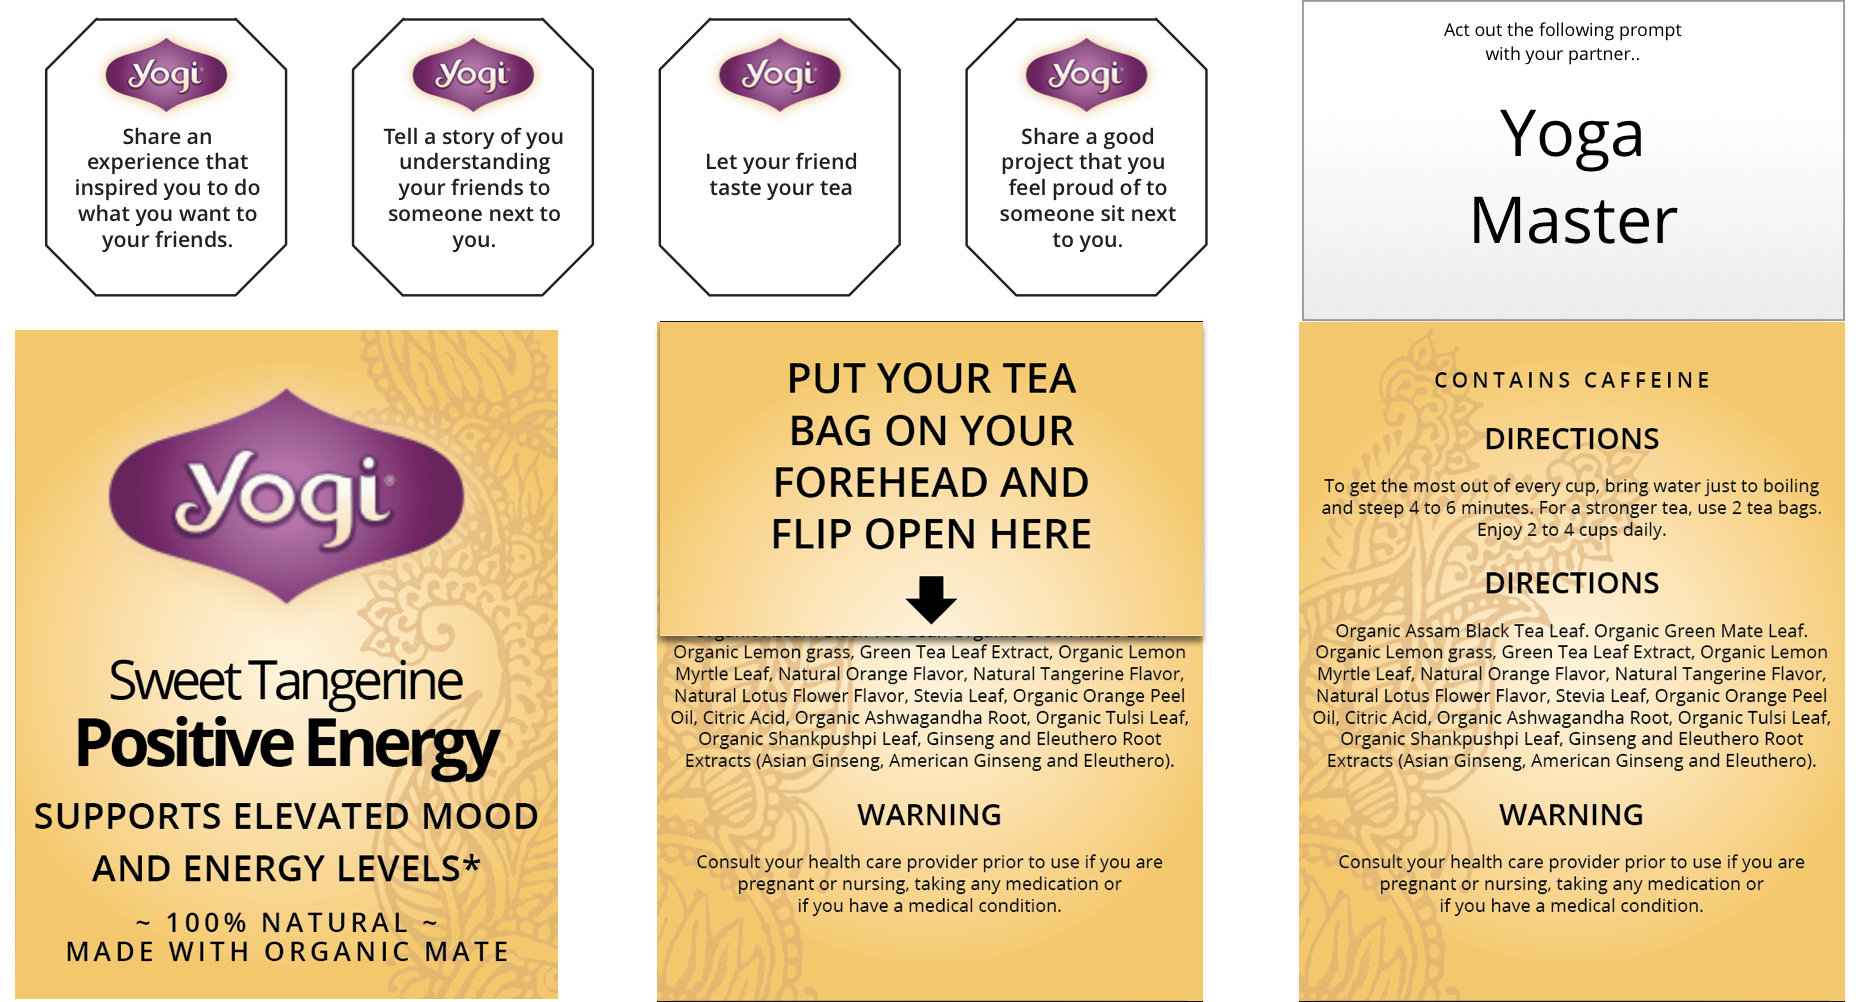 yogi
Share an
experience that
inspired you to do
what you want to
your friends.
yogi
Tell a story of you
understanding
your friends to
someone next to
you.
yogi
Let your friend
taste your tea
yogi
Share a good
project that you
feel proud of to
someone sit next
to you.
Act out the following prompt
with your partner..
Yoga
Master
yogi®
Sweet Tangerine
Positive Energy
SUPPORTS ELEVATED MOOD
AND ENERGY LEVELS*
~ 100% NATURAL ~
MADE WITH ORGANIC MATE
PUT YOUR TEA
BAG ON YOUR
FOREHEAD AND
FLIP OPEN HERE
Organic Lemon grass, Green Tea Leaf Extract, Organic Lemon
Myrtle Leaf, Natural Orange Flavor, Natural Tangerine Flavor,
Natural Lotus Flower Flavor, Stevia Leaf, Organic Orange Peel
Oil, Citric Acid, Organic Ashwagandha Root, Organic Tulsi Leaf,
Organic Shankpushpi Leaf, Ginseng and Eleuthero Root
Extracts (Asian Ginseng, American Ginseng and Eleuthero).
WARNING
Consult your health care provider prior to use if you are
pregnant or nursing, taking any medication or
if you have a medical condition.
CONTAINS CAFFEINE
DIRECTIONS
To get the most out of every cup, bring water just to boiling
and steep 4 to 6 minutes. For a stronger tea, use 2 tea bags.
Enjoy 2 to 4 cups daily.
DIRECTIONS
Organic Assam Black Tea Leaf. Organic Green Mate Leaf.
Organic Lemon grass, Green Tea Leaf Extract, Organic Lemon
Myrtle Leaf, Natural Orange Flavor, Natural Tangerine Flavor,
Natural Lotus Flower Flavor, Stevia Leaf, Organic Orange Peel
Oil, Citric Acid, Organic Ashwagandha Root, Organic Tulsi Leaf,
Organic Shankpushpi Leaf, Ginseng and Eleuthero Root
Extracts (Asian Ginseng, American Ginseng and Eleuthero).
WARNING
Consult your health care provider prior to use if you are
pregnant or nursing, taking any medication or
if you have a medical condition.